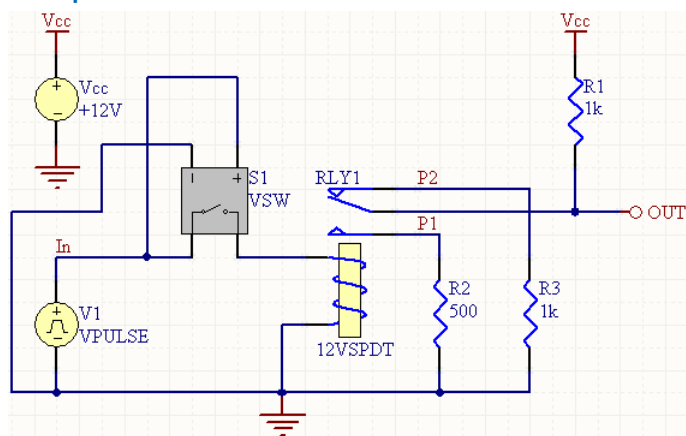 Vcc
Vcc
Vcc
+12V
R1
1k
- +
S1
VSW
RLY1
P2
OUT
P1
In
V1
VPULSE
R2
500
R3
1k
12VSPDT